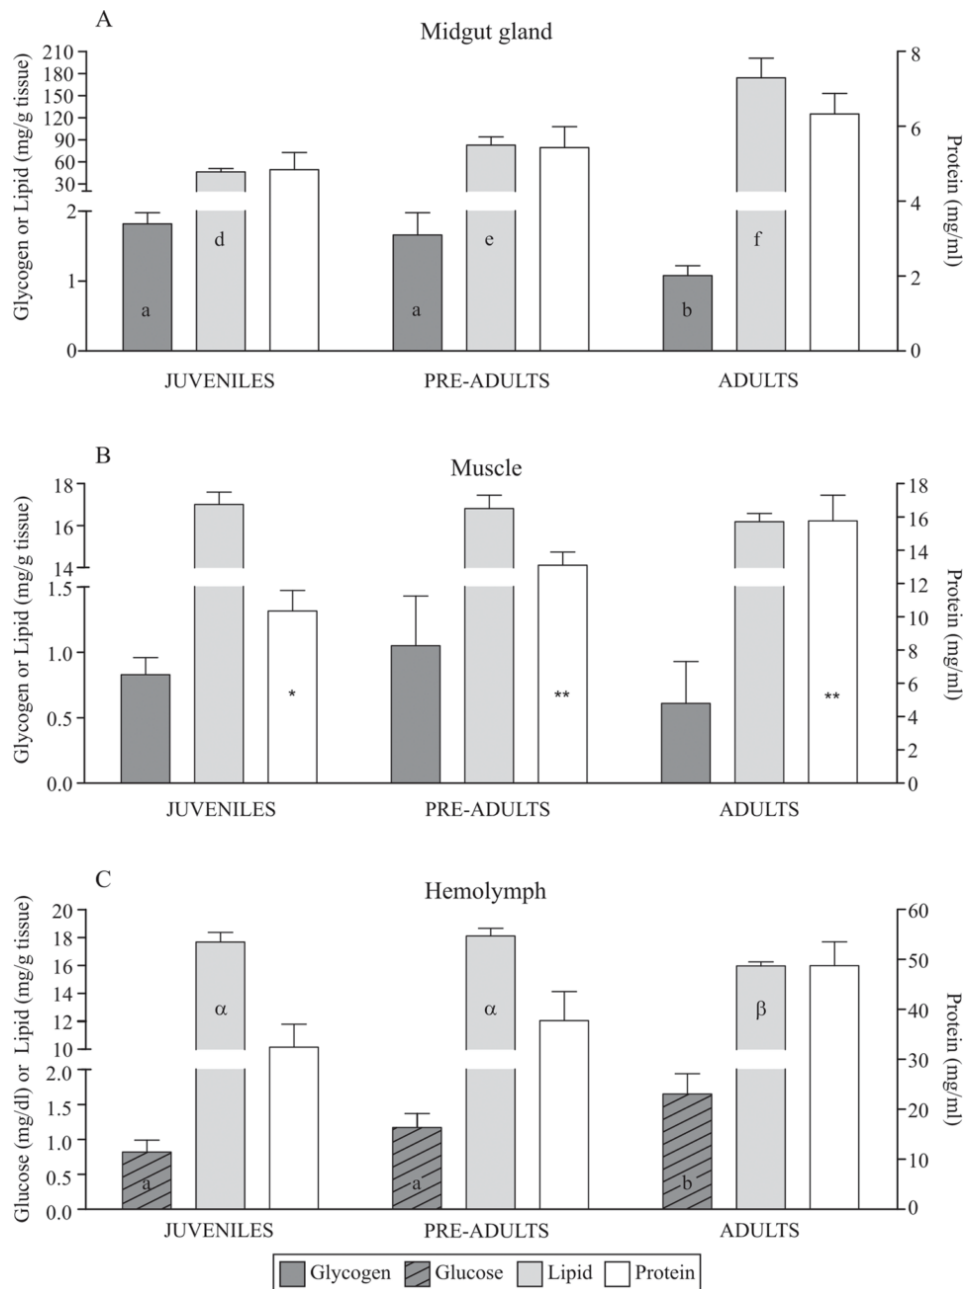 A
Midgut gland
Glycogen or Lipid (mg/g tissue)
210
180
150
120
90
60
30
2
1
0
8
6
4
2
0
Protein (mg/ml)
a
d
a
e
b
f
JUVENILES
PRE-ADULTS
ADULTS
B
Muscle
Glycogen or Lipid (mg/g tissue)
18
16
14
1.5
1.0
0.5
0.0
18
16
14
12
10
8
6
4
2
0
Protein (mg/ml)
*
**
**
JUVENILES
PRE-ADULTS
ADULTS
C
Hemolymph
Glucose (mg/dl) or Lipid (mg/g tissue)
20
18
16
14
12
10
2.0
1.5
1.0
0.5
0.0
60
50
40
30
20
10
0
Protein (mg/ml)
α
α
β
a
a
b
JUVENILES
PRE-ADULTS
ADULTS
Glycogen Glucose Lipid Protein